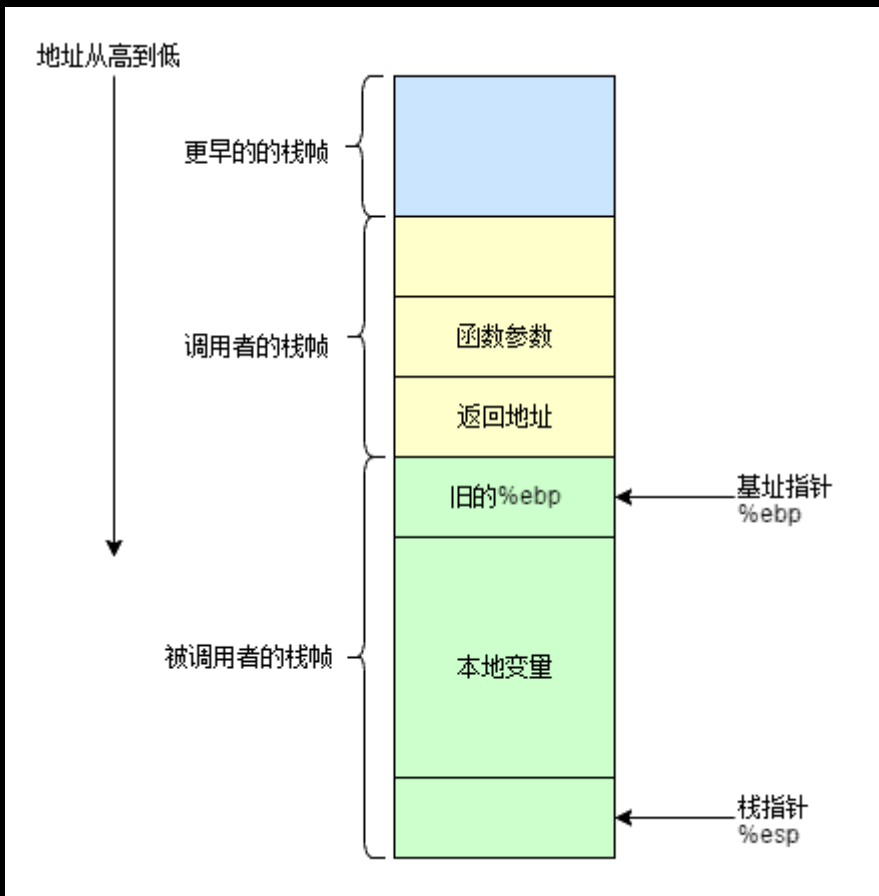 地址从高到低
更早的的栈帧
调用者的栈帧
函数参数
返回地址
旧的%ebp
基址指针
%ebp
被调用者的栈帧
本地变量
栈指针
%esp